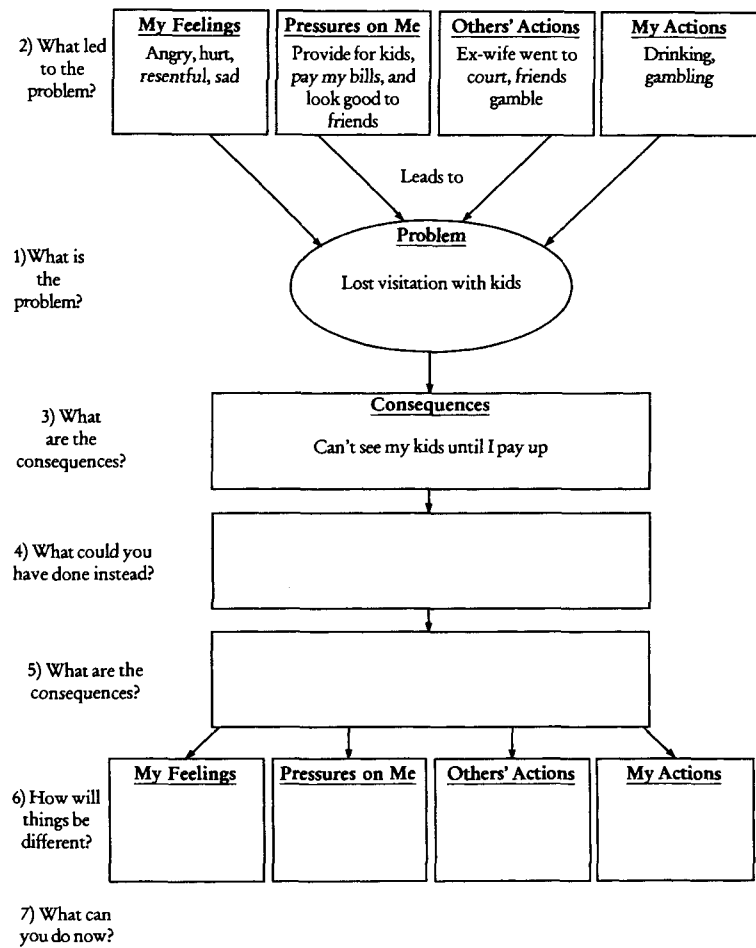 2) What led
to the
problem?
My Feelings
Angry, hurt,
resentful, sad
Pressures on Me
Provide for kids,
pay my bills, and
look good to
friends
Others' Actions
Ex-wife went to
court, friends
gamble
My Actions
Drinking,
gambling
Leads to
1)What is
the
problem?
Problem
Lost visitation with kids
3) What
are the
consequences?
Consequences
Can't see my kids until I pay up
4) What could you
have done instead?
5) What are the
consequences?
6) How will
things be
different?
My Feelings
Pressures on Me
Others' Actions
My Actions
7) What can
you do now?